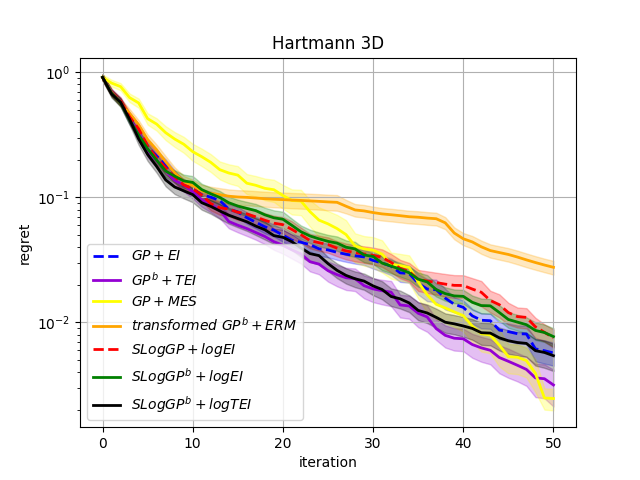 Hartmann 3D
10⁰
10⁻¹
10⁻²
regret
GP + EI
GPᵇ + TEI
GP + MES
transformed GPᵇ + ERM
SLogGP + logEI
SLogGPᵇ + logEI
SLogGPᵇ + logTEI
0 10 20 30 40 50
iteration